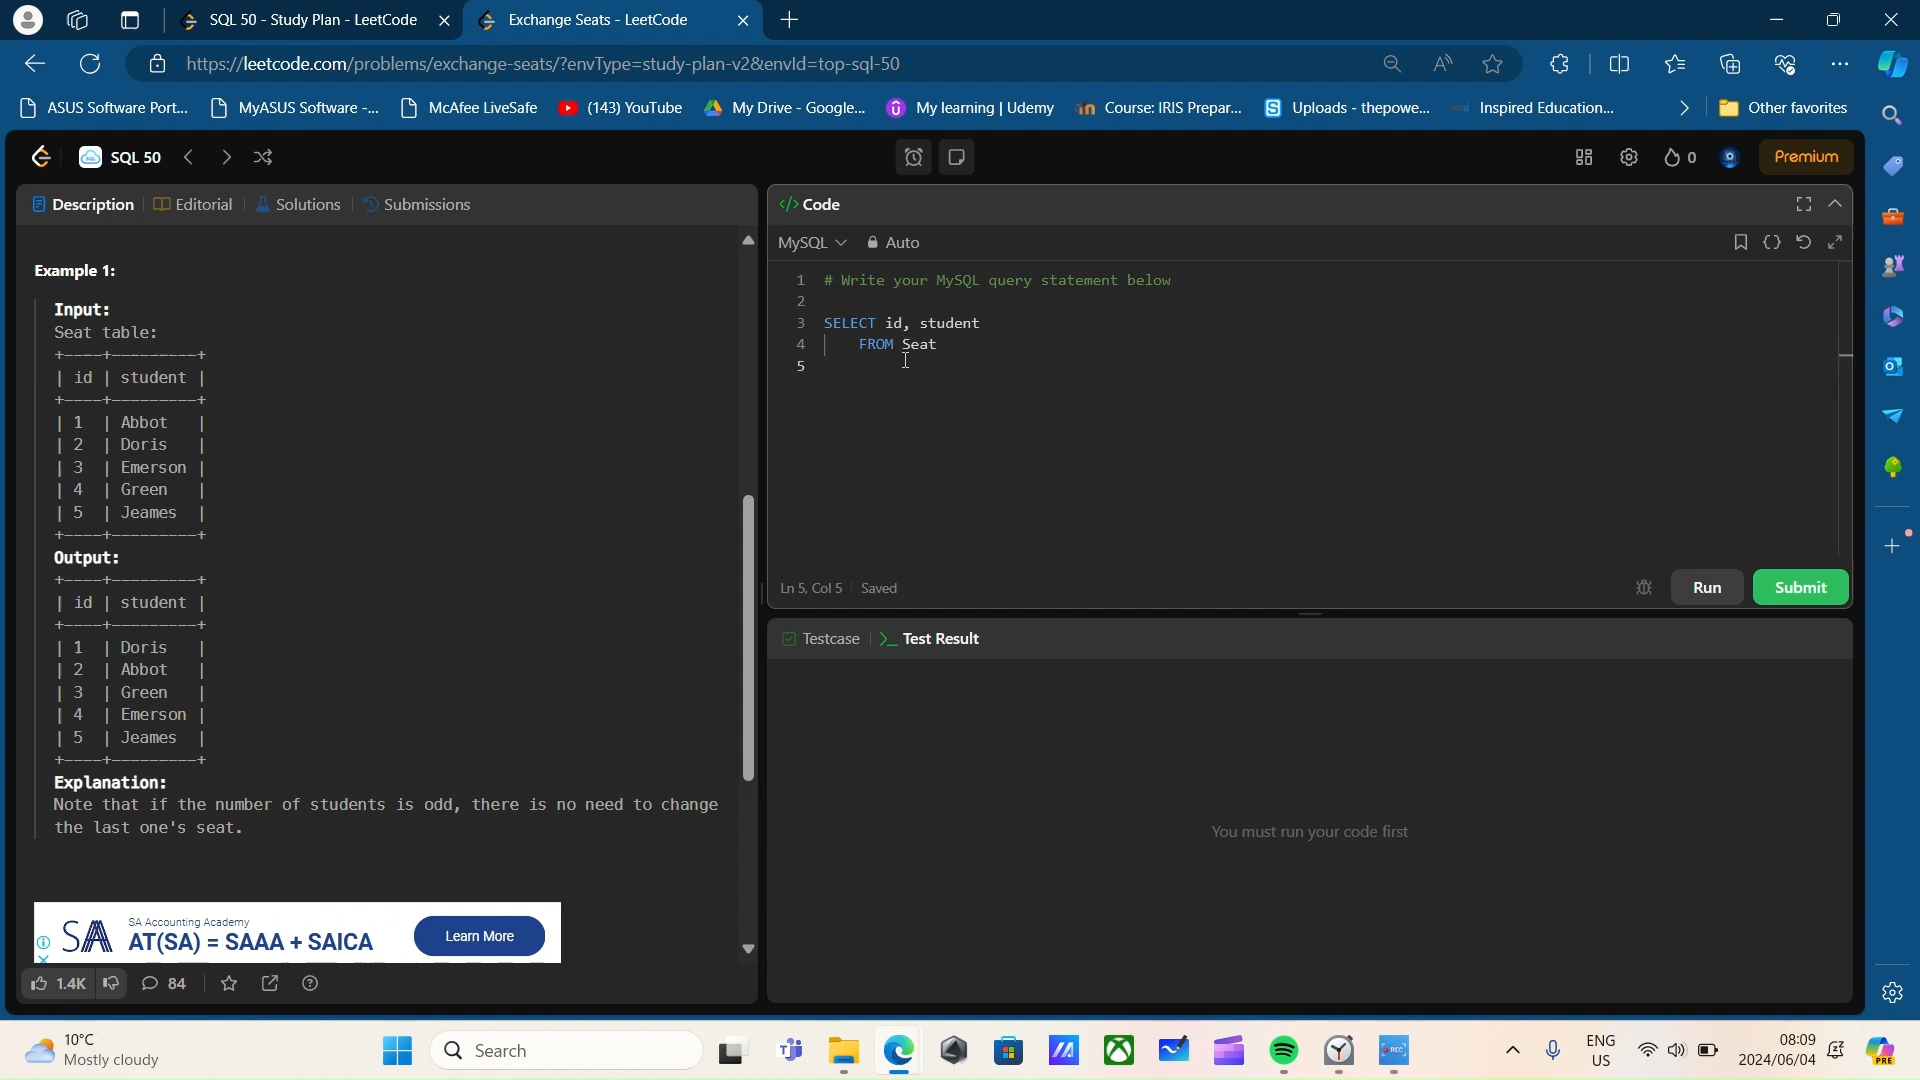 SQL 50 - Study Plan - LeetCode
Exchange Seats - LeetCode
https://leetcode.com/problems/exchange-seats/?envType=study-plan-v2&envId=top-sql-50
ASUS Software Port...
MyASUS Software -...
McAfee LiveSafe
(143) YouTube
My Drive - Google...
My learning | Udemy
Course: IRIS Prepar...
Uploads - thepowe...
Inspired Education...
Other favorites
SQL 50
0
Premium
Description
Editorial
Solutions
Submissions
Example 1:
Input:
Seat table:
+----+---------+
| id | student |
+----+---------+
| 1 | Abbot |
| 2 | Doris |
| 3 | Emerson |
| 4 | Green |
| 5 | Jeames |
+----+---------+
Output:
+----+---------+
| id | student |
+----+---------+
| 1 | Doris |
| 2 | Abbot |
| 3 | Green |
| 4 | Emerson |
| 5 | Jeames |
+----+---------+
Explanation:
Note that if the number of students is odd, there is no need to change
the last one's seat.
SA Accounting Academy
SAA AT(SA) = SAAA + SAICA
Learn More
1.4K
84
</> Code
MySQL
Auto
1 # Write your MySQL query statement below
2
3 SELECT id, student
4 FROM Seat
5
Ln 5, Col 5
Saved
Run
Submit
Testcase
>_ Test Result
You must run your code first
10°C
Mostly cloudy
Search
REC
ENG
US
08:09
2024/06/04
PRE